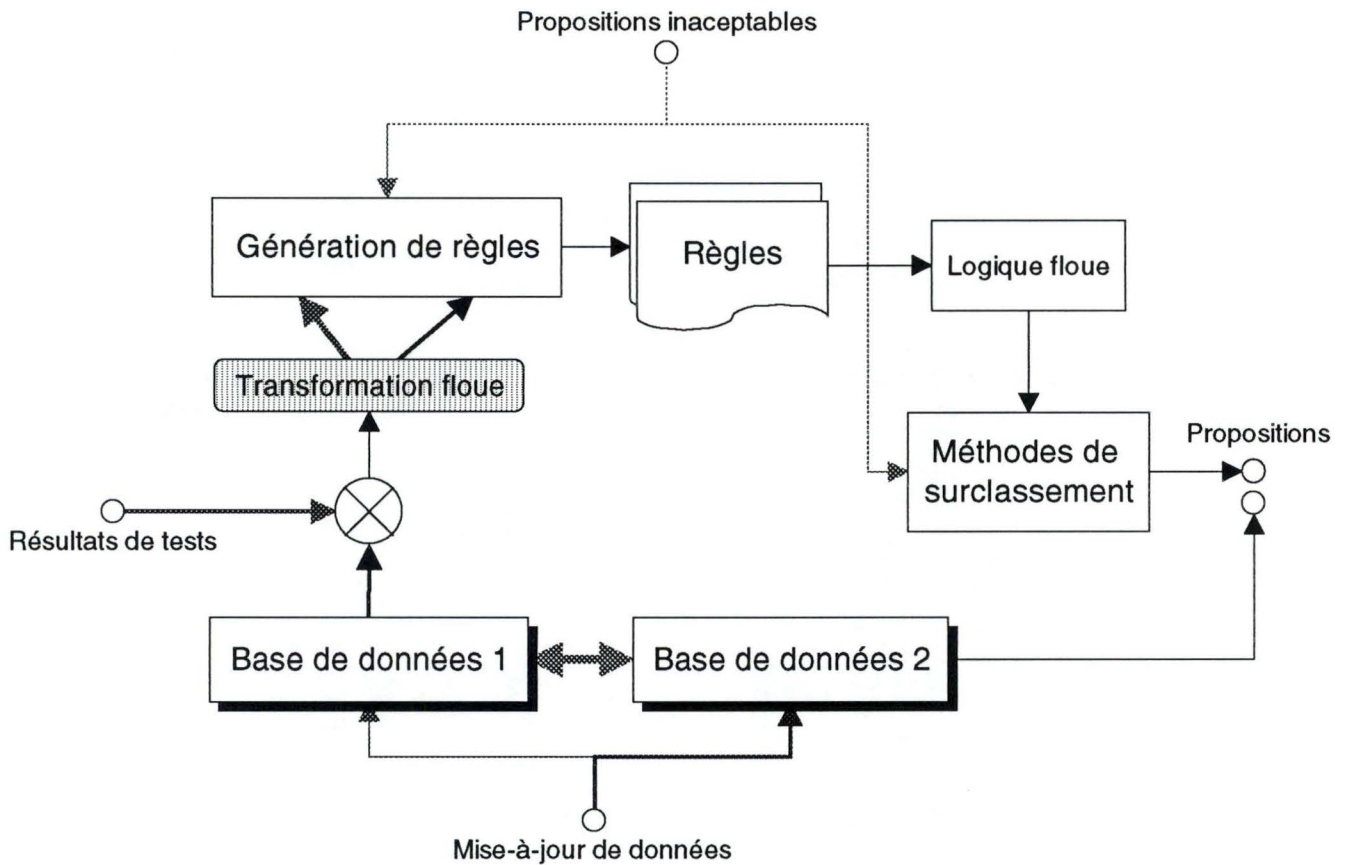 Propositions inaceptables
Génération de règles
Règles
Logique floue
Transformation floue
Méthodes de
surclassement
Propositions
Résultats de tests
Base de données 1
Base de données 2
Mise-à-jour de données